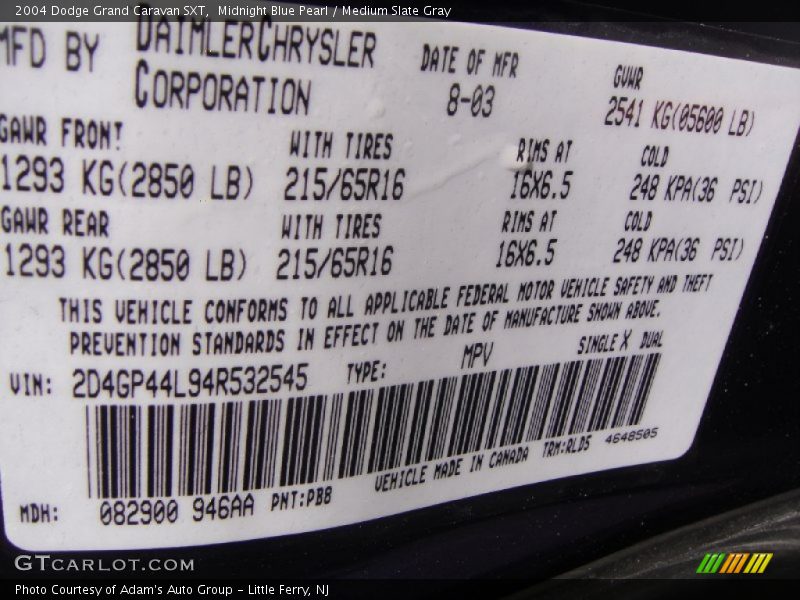 2004 Dodge Grand Caravan SXT,  Midnight Blue Pearl / Medium Slate Gray
MFD BY DAIMLERCHRYSLER CORPORATION
DATE OF MFR 8-03
GVWR 2541 KG(05600 LB)
GAWR FRONT WITH TIRES RIMS AT COLD
1293 KG(2850 LB) 215/65R16 16X6.5 248 KPA(36 PSI)
GAWR REAR WITH TIRES RIMS AT COLD
1293 KG(2850 LB) 215/65R16 16X6.5 248 KPA(36 PSI)
THIS VEHICLE CONFORMS TO ALL APPLICABLE FEDERAL MOTOR VEHICLE SAFETY AND THEFT
PREVENTION STANDARDS IN EFFECT ON THE DATE OF MANUFACTURE SHOWN ABOVE.
VIN: 2D4GP44L94R532545 TYPE: MPV SINGLE X DUAL
MDH: 082900 946AA PNT:PB8 VEHICLE MADE IN CANADA TRM:RLD5 4648505
GTcarlot.com
Photo Courtesy of Adam's Auto Group - Little Ferry, NJ